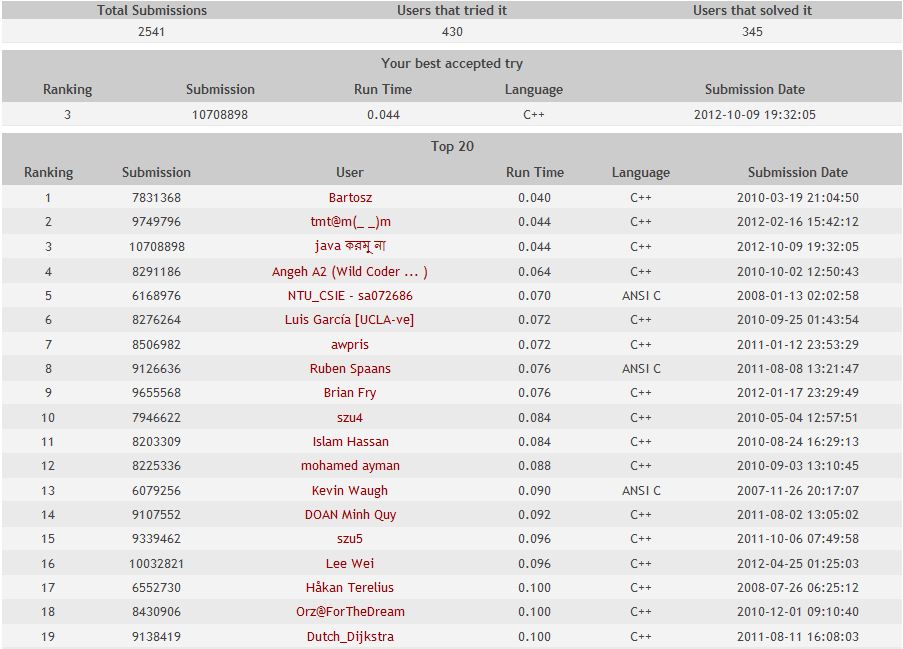 Total Submissions Users that tried it Users that solved it
2541 430 345
Your best accepted try
Ranking Submission Run Time Language Submission Date
3 10708898 0.044 C++ 2012-10-09 19:32:05
Top 20
Ranking Submission User Run Time Language Submission Date
1 7831368 Bartosz 0.040 C++ 2010-03-19 21:04:50
2 9749796 tmt@m(_ _)m 0.044 C++ 2012-02-16 15:42:12
3 10708898 java করমু না 0.044 C++ 2012-10-09 19:32:05
4 8291186 Angeh A2 (Wild Coder ... ) 0.064 C++ 2010-10-02 12:50:43
5 6168976 NTU_CSIE - sa072686 0.070 ANSI C 2008-01-13 02:02:58
6 8276264 Luis García [UCLA-ve] 0.072 C++ 2010-09-25 01:43:54
7 8506982 awpris 0.072 C++ 2011-01-12 23:53:29
8 9126636 Ruben Spaans 0.076 ANSI C 2011-08-08 13:21:47
9 9655568 Brian Fry 0.076 C++ 2012-01-17 23:29:49
10 7946622 szu4 0.084 C++ 2010-05-04 12:57:51
11 8203309 Islam Hassan 0.084 C++ 2010-08-24 16:29:13
12 8225336 mohamed ayman 0.088 C++ 2010-09-03 13:10:45
13 6079256 Kevin Waugh 0.090 ANSI C 2007-11-26 20:17:07
14 9107552 DOAN Minh Quy 0.092 C++ 2011-08-02 13:05:02
15 9339462 szu5 0.096 C++ 2011-10-06 07:49:58
16 10032821 Lee Wei 0.096 C++ 2012-04-25 01:25:03
17 6552730 Håkan Terelius 0.100 C++ 2008-07-26 06:25:12
18 8430906 Orz@ForTheDream 0.100 C++ 2010-12-01 09:10:40
19 9138419 Dutch_Dijkstra 0.100 C++ 2011-08-11 16:08:03